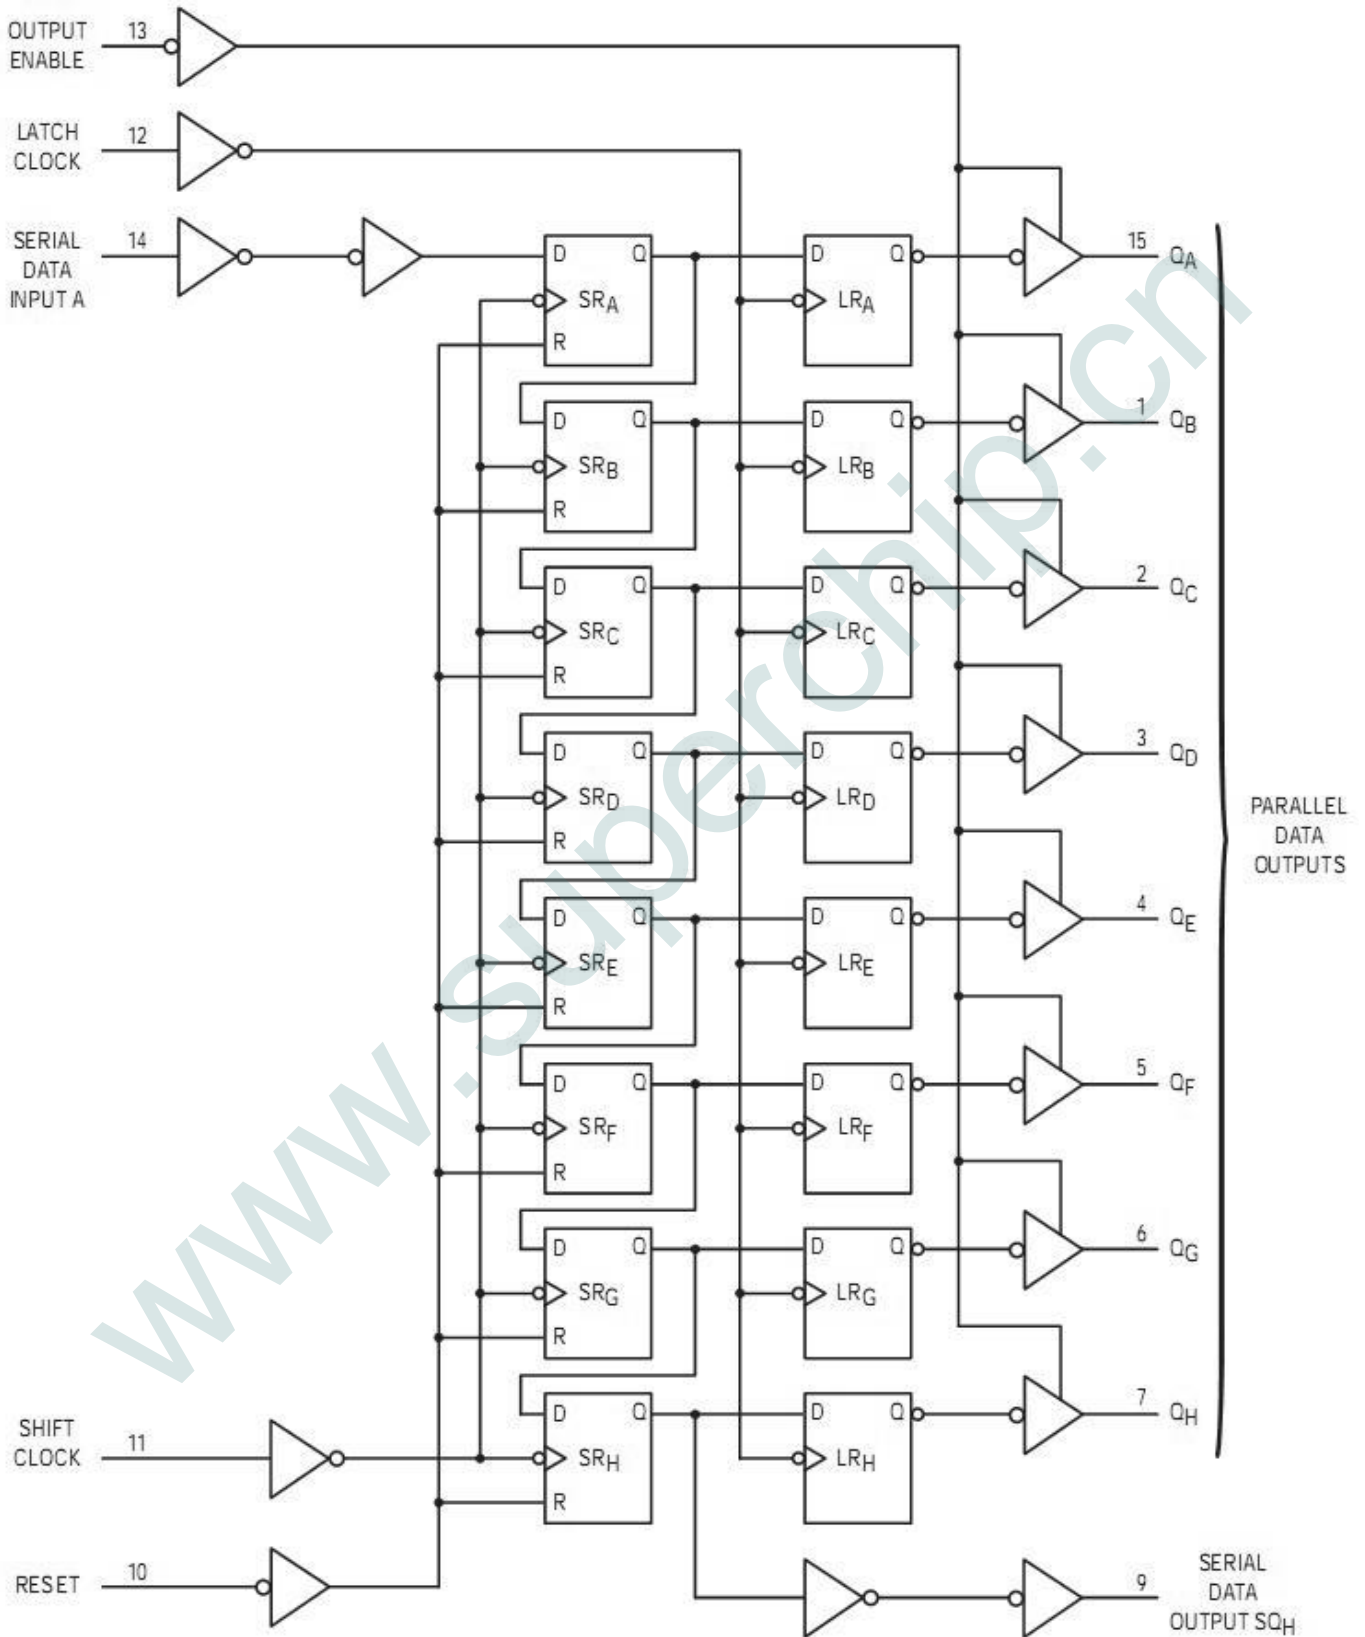 OUTPUT
ENABLE
13
LATCH
CLOCK
12
SERIAL
DATA
INPUT A
14
D Q
SRA
R
D Q
LRA
15 QA
D Q
SRB
R
D Q
LRB
1 QB
D Q
SRC
R
D Q
LRC
2 QC
D Q
SRD
R
D Q
LRD
3 QD
PARALLEL
DATA
OUTPUTS
D Q
SRE
R
D Q
LRE
4 QE
D Q
SRF
R
D Q
LRF
5 QF
D Q
SRG
R
D Q
LRG
6 QG
D Q
SRH
R
D Q
LRH
7 QH
SHIFT
CLOCK
11
RESET
10
9
SERIAL
DATA
OUTPUT SQH
www.superchip.cn